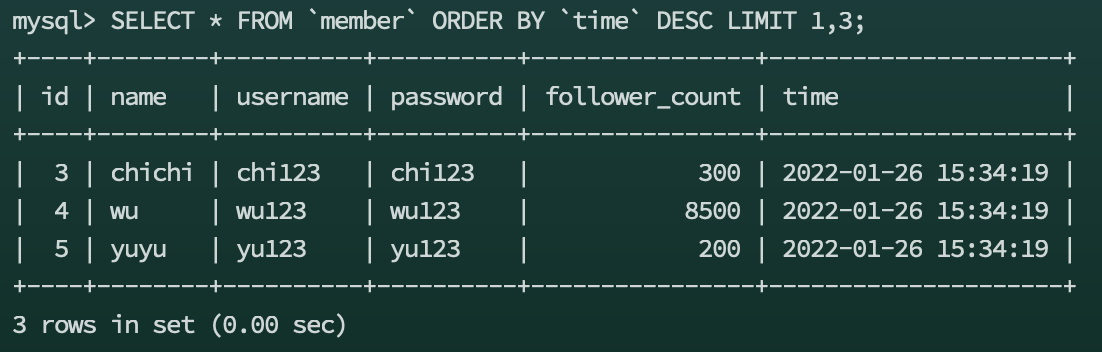 mysql> SELECT * FROM `member` ORDER BY `time` DESC LIMIT 1,3;
+----+--------+----------+----------+----------------+---------------------+
| id | name   | username | password | follower_count | time                |
+----+--------+----------+----------+----------------+---------------------+
|  3 | chichi | chi123   | chi123   |            300 | 2022-01-26 15:34:19 |
|  4 | wu     | wu123    | wu123    |           8500 | 2022-01-26 15:34:19 |
|  5 | yuyu   | yu123    | yu123    |            200 | 2022-01-26 15:34:19 |
+----+--------+----------+----------+----------------+---------------------+
3 rows in set (0.00 sec)